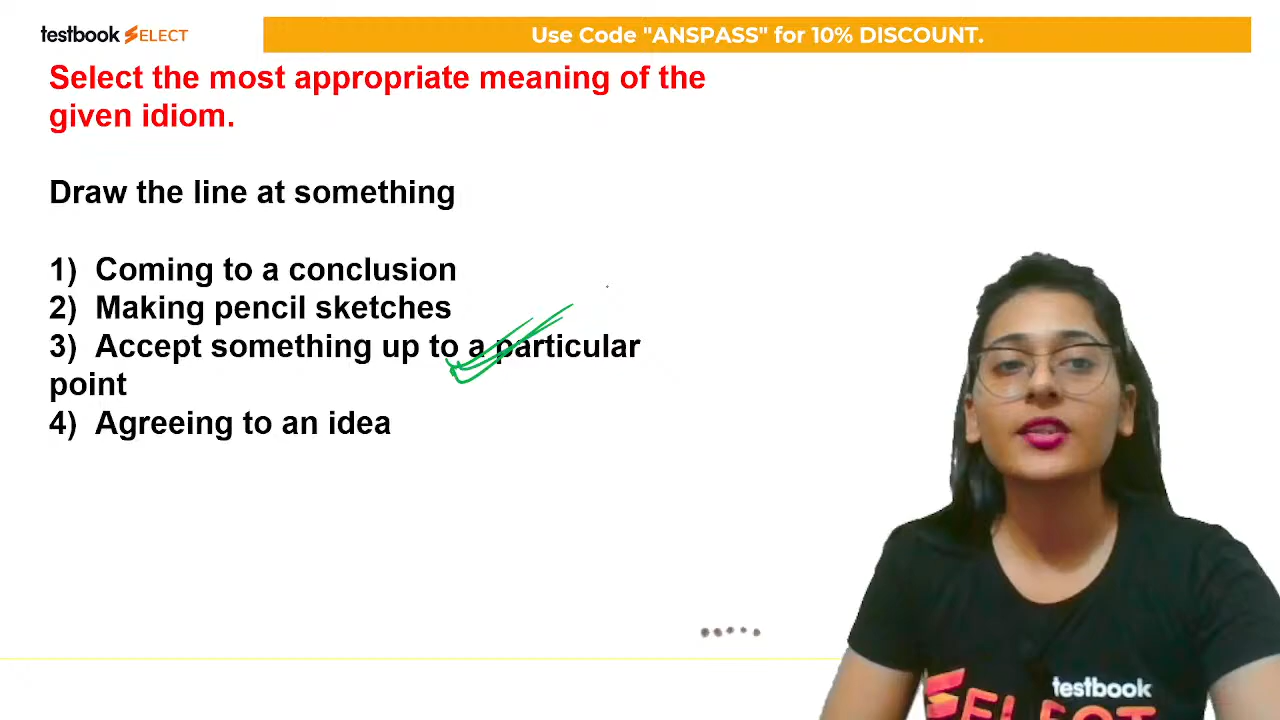 testbook SELECT
Use Code "ANSPASS" for 10% DISCOUNT.
Select the most appropriate meaning of the
given idiom.
Draw the line at something
1) Coming to a conclusion
2) Making pencil sketches
3) Accept something up to a particular
point
4) Agreeing to an idea
testbook
SELECT